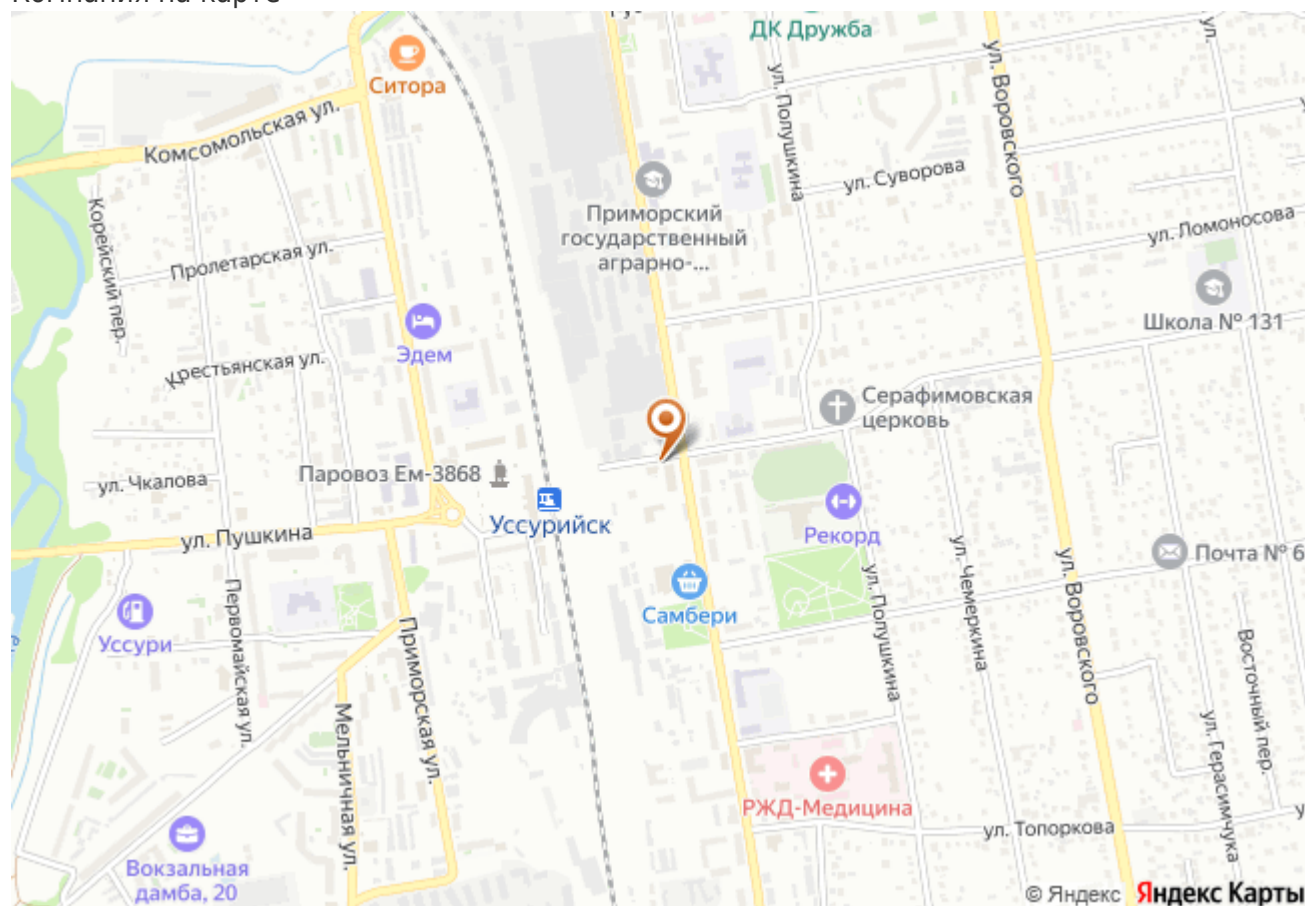 Компания на карте
ДК Дружба
ул.
ул. Воровского
Ситора
ул. Полушкина
Комсомольская ул.
ул. Суворова
Приморский
государственный
аграрно-...
Корейский пер.
ул. Ломоносова
Пролетарская ул.
Школа № 131
Эдем
Крестьянская ул.
Серафимовская
церковь
Паровоз Ем-3868
ул. Чкалова
Уссурийск
ул. Пушкина
Рекорд
Почта № 6
ул. Чемеркина
ул. Воровского
ул. Полушкина
Самбери
Уссури
Первомайская ул.
Приморская ул.
Восточный пер.
Мельничная ул.
ул. Герасимчука
РЖД-Медицина
ул. Топоркова
Вокзальная
дамба, 20
© Яндекс Яндекс Карты